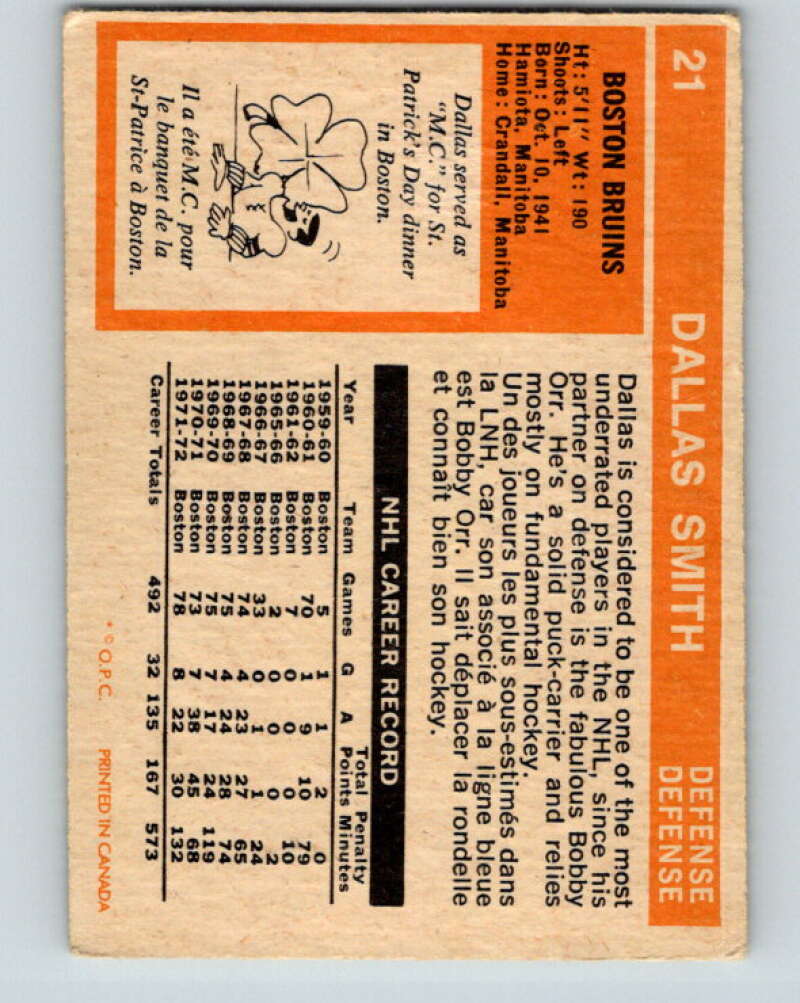 21 DALLAS SMITH DEFENSE
DEFENSE
BOSTON BRUINS
Ht: 5'11" Wt: 190
Shoots: Left
Born: Oct. 10, 1941
Hamiota, Manitoba
Home: Crandall, Manitoba
Dallas served as
"M.C." for St.
Patrick's Day dinner
in Boston.
Il a été M.C. pour
le banquet de la
St-Patrice à Boston.
Dallas is considered to be one of the most
underrated players in the NHL, since his
partner on defense is the fabulous Bobby
Orr. He's a solid puck-carrier and relies
mostly on fundamental hockey.
Un des joueurs les plus sous-estimés dans
la LNH, car son associé à la ligne bleue
est Bobby Orr. Il sait déplacer la rondelle
et connaît bien son hockey.
NHL CAREER RECORD
Total Penalty
Year Team Games G A Points Minutes
1959-60 Boston 5 1 1 2 0
1960-61 Boston 70 1 9 10 79
1961-62 Boston 7 0 0 0 10
1965-66 Boston 2 0 0 0 2
1966-67 Boston 33 0 1 1 24
1967-68 Boston 74 4 23 27 65
1968-69 Boston 75 4 24 28 74
1969-70 Boston 75 7 17 24 119
1970-71 Boston 73 7 38 45 68
1971-72 Boston 78 8 22 30 132
Career Totals 492 32 135 167 573
* © O.P.C. PRINTED IN CANADA